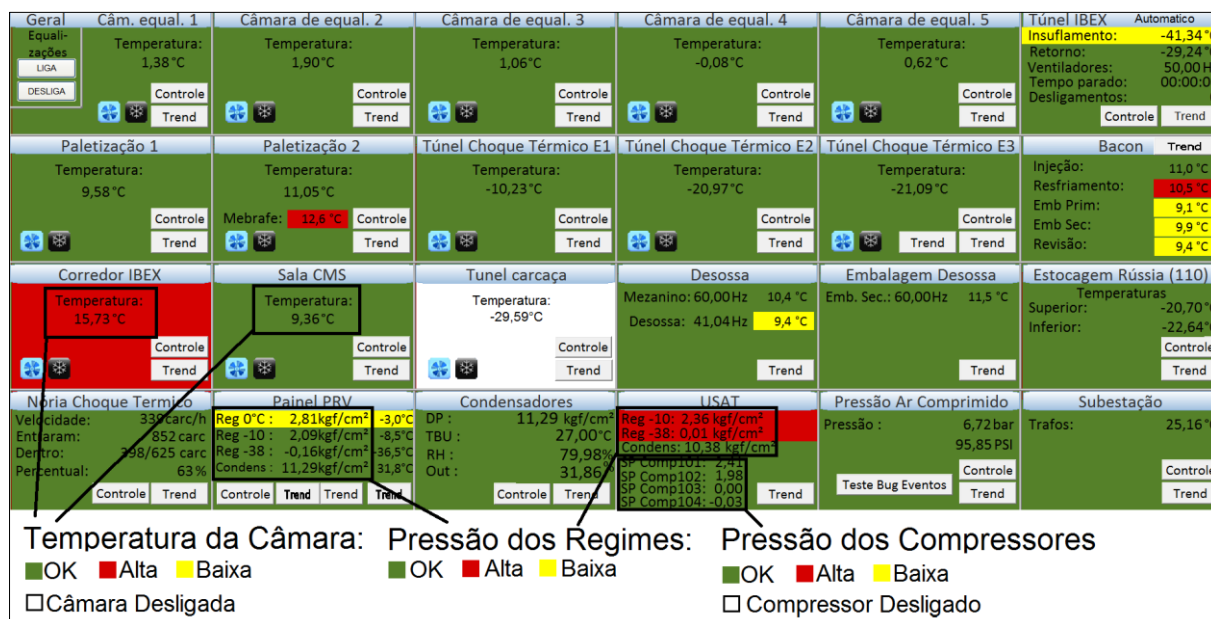 Geral
Equali-
zações
LIGA
DESLIGA
Câm. equal. 1
Temperatura:
1,38°C
Controle
Trend
Câmara de equal. 2
Temperatura:
1,90°C
Controle
Trend
Câmara de equal. 3
Temperatura:
1,06°C
Controle
Trend
Câmara de equal. 4
Temperatura:
-0,08°C
Controle
Trend
Câmara de equal. 5
Temperatura:
0,62°C
Controle
Trend
Túnel IBEX Automatico
Insuflamento: -41,34°
Retorno: -29,24°
Ventiladores: 50,00 H
Tempo parado: 00:00:0
Desligamentos:
Controle Trend
Paletização 1
Temperatura:
9,58°C
Controle
Trend
Paletização 2
Temperatura:
11,05°C
Mebrafe: 12,6 °C Controle
Trend
Túnel Choque Térmico E1
Temperatura:
-10,23°C
Controle
Trend
Túnel Choque Térmico E2
Temperatura:
-20,97°C
Controle
Trend
Túnel Choque Térmico E3
Temperatura:
-21,09°C
Controle
Trend Trend
Bacon Trend
Injeção: 11,0 °C
Resfriamento: 10,5 °C
Emb Prim: 9,1 °C
Emb Sec: 9,9 °C
Revisão: 9,4 °C
Corredor IBEX
Temperatura:
15,73°C
Controle
Trend
Sala CMS
Temperatura:
9,36°C
Controle
Trend
Tunel carcaça
Temperatura:
-29,59°C
Controle
Trend
Desossa
Mezanino: 60,00Hz 10,4 °C
Desossa: 41,04Hz 9,4 °C
Trend
Embalagem Desossa
Emb. Sec.: 60,00Hz 11,5 °C
Trend
Estocagem Rússia (110)
Temperaturas
Superior: -20,70°
Inferior: -22,64°
Controle
Trend
Nória Choque Termico
Velocidade: 339carc/h
Entraram: 852 carc
Dentro: 398/625 carc
Percentual: 63%
Controle Trend
Painel PRV
Reg 0°C : 2,81kgf/cm² -3,0°C
Reg -10 : 2,09kgf/cm² -8,5°C
Reg -38 : -0,16kgf/cm² -36,5°C
Condens : 11,29kgf/cm² 31,8°C
Controle Trend Trend Trend
Condensadores
DP : 11,29 kgf/cm²
TBU : 27,00°C
RH : 79,98%
Out : 31,86°
Controle Trend
USAT
Reg -10: 2,36 kgf/cm²
Reg -38: 0,01 kgf/cm²
Condens: 10,38 kgf/cm²
SP Comp101: 2,41
SP Comp102: 1,98
SP Comp103: 0,00
SP Comp104: -0,03
Trend
Pressão Ar Comprimido
Pressão : 6,72 bar
95,85 PSI
Controle
Teste Bug Eventos
Trend
Subestação
Trafos: 25,16°
Controle
Trend
Temperatura da Câmara:
OK Alta Baixa
Câmara Desligada
Pressão dos Regimes:
OK Alta Baixa
Pressão dos Compressores
OK Alta Baixa
Compressor Desligado